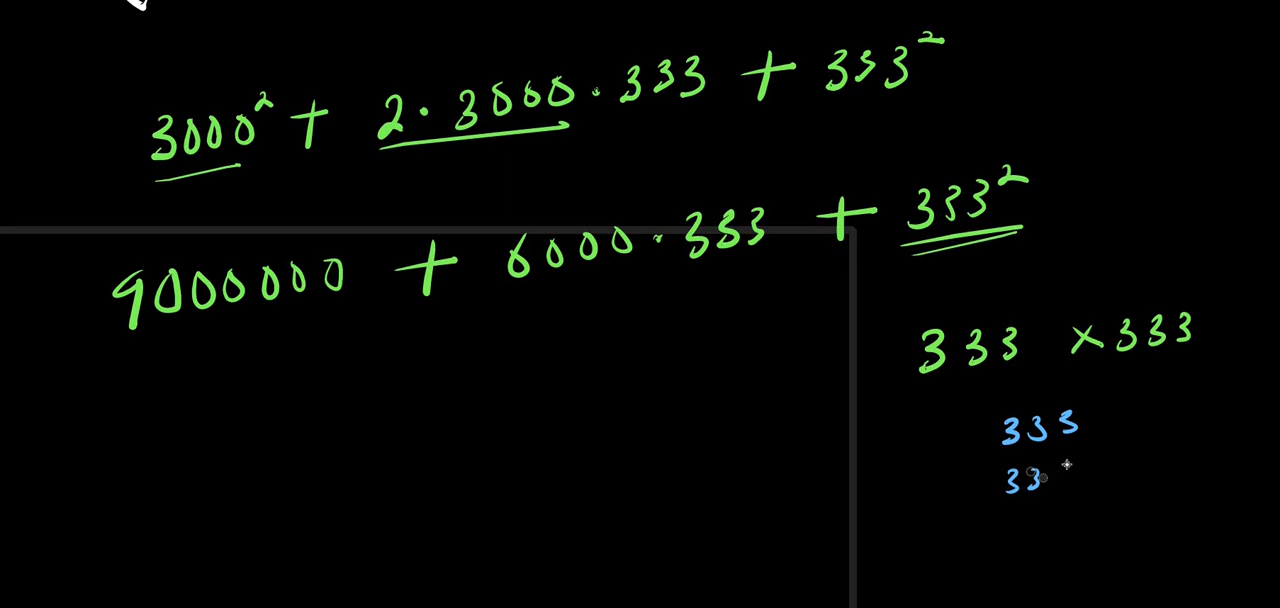 3000² + 2 · 3000 · 333 + 333²
9000000 + 6000 · 333 + 333²
333 × 333
333
33